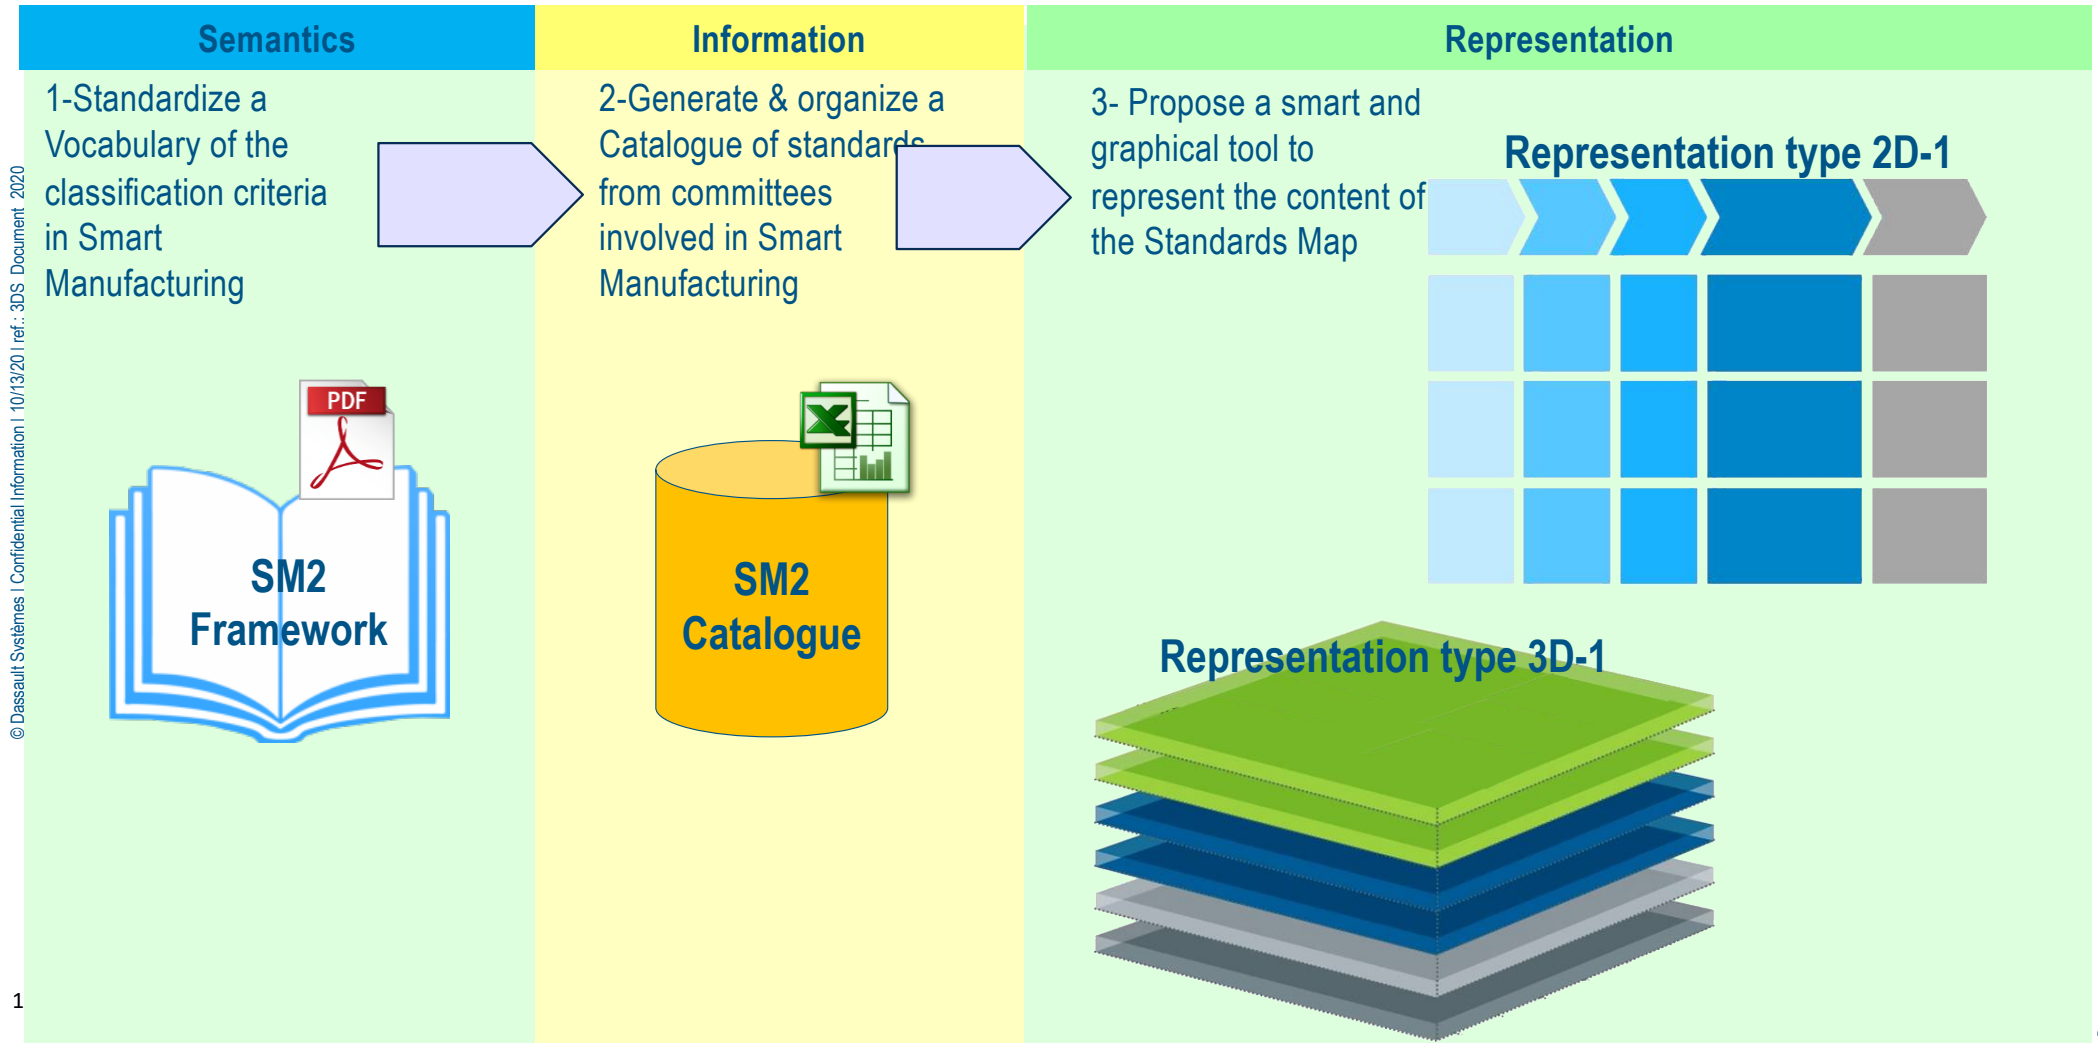 Semantics
Information
Representation
1-Standardize a
Vocabulary of the
classification criteria
in Smart
Manufacturing
2-Generate & organize a
Catalogue of standards
from committees
involved in Smart
Manufacturing
3- Propose a smart and
graphical tool to
represent the content of
the Standards Map
Representation type 2D-1
PDF
SM2
Framework
SM2
Catalogue
Representation type 3D-1
© Dassault Systèmes | Confidential Information | 10/13/20 | ref.: 3DS Document 2020
1